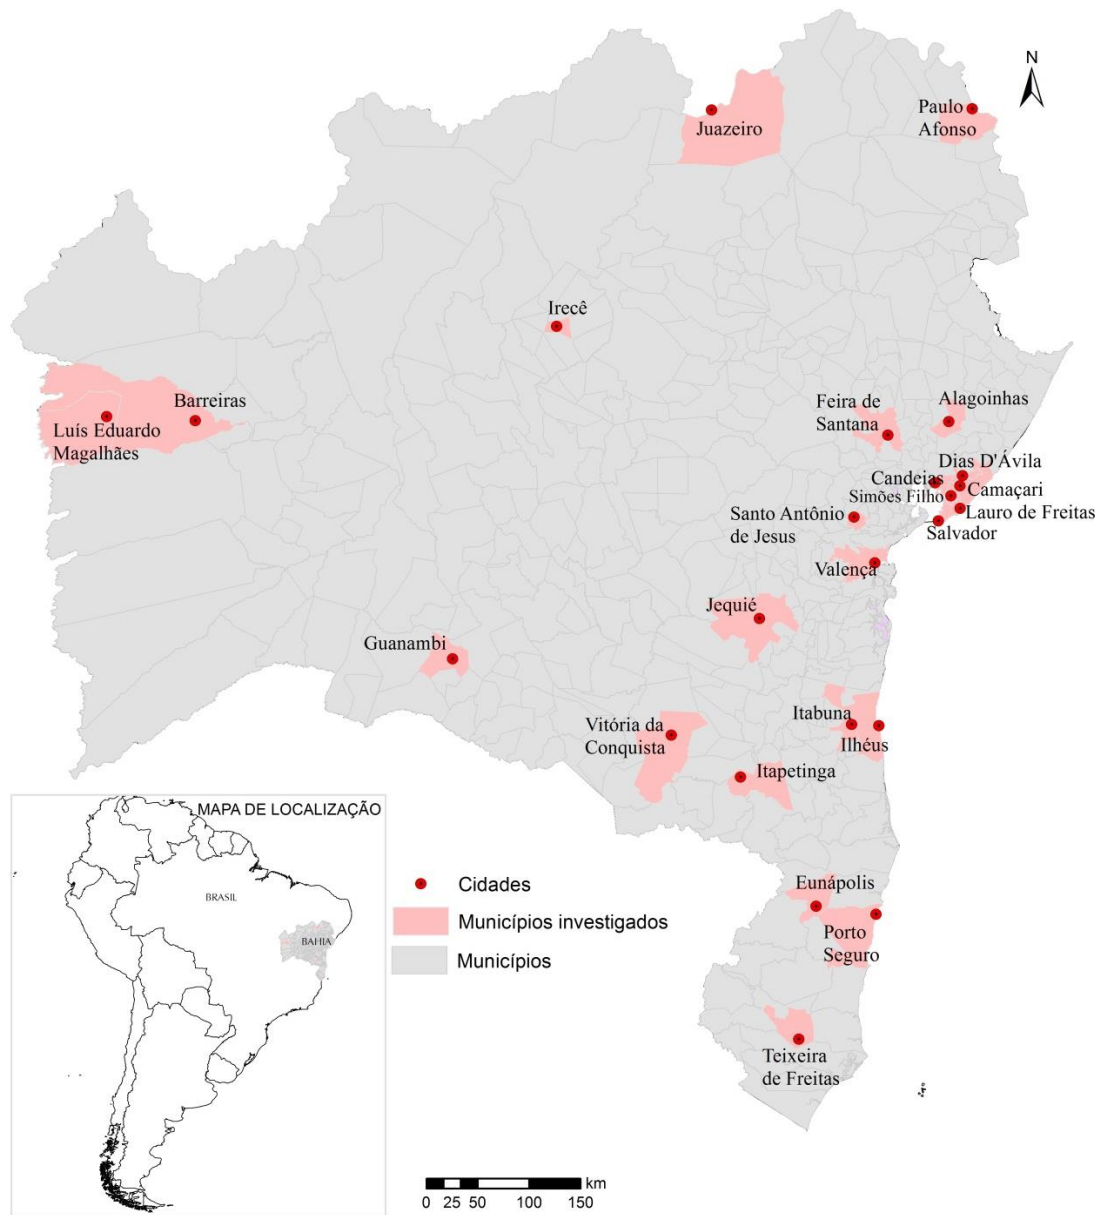 N
Juazeiro
Paulo
Afonso
Irecê
Barreiras
Luís Eduardo
Magalhães
Feira de
Santana
Alagoinhas
Dias D'Ávila
Candeias
Camaçari
Simões Filho
Lauro de Freitas
Salvador
Santo Antônio
de Jesus
Valença
Jequié
Guanambi
Itabuna
Ilhéus
Vitória da
Conquista
Itapetinga
Eunápolis
Porto
Seguro
Teixeira
de Freitas
MAPA DE LOCALIZAÇÃO
BRASIL
BAHIA
Cidades
Municípios investigados
Municípios
km
0 25 50 100 150